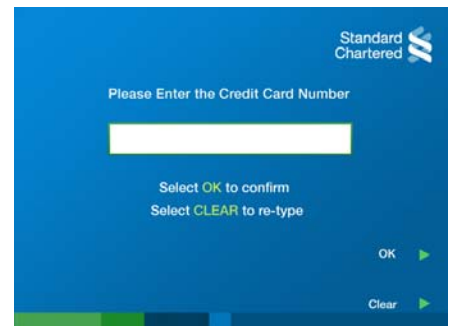 Standard
Chartered
Please Enter the Credit Card Number
Select OK to confirm
Select CLEAR to re-type
OK
Clear